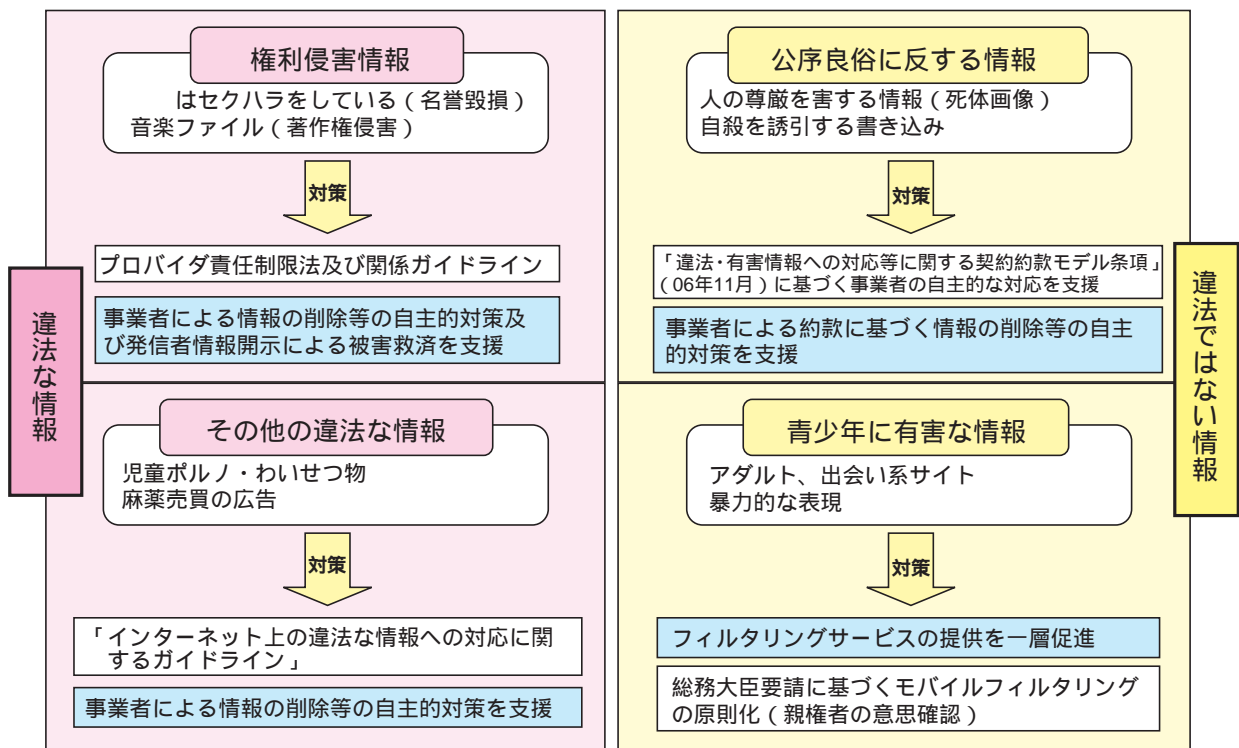 違法な情報
権利侵害情報
はセクハラをしている（名誉毀損）
音楽ファイル（著作権侵害）
対策
プロバイダ責任制限法及び関係ガイドライン
事業者による情報の削除等の自主的対策及
び発信者情報開示による被害救済を支援
その他の違法な情報
児童ポルノ・わいせつ物
麻薬売買の広告
対策
「インターネット上の違法な情報への対応に関
するガイドライン」
事業者による情報の削除等の自主的対策を支援
違法ではない情報
公序良俗に反する情報
人の尊厳を害する情報（死体画像）
自殺を誘引する書き込み
対策
「違法・有害情報への対応等に関する契約約款モデル条項」
（06年11月）に基づく事業者の自主的な対応を支援
事業者による約款に基づく情報の削除等の自主
的対策を支援
青少年に有害な情報
アダルト、出会い系サイト
暴力的な表現
対策
フィルタリングサービスの提供を一層促進
総務大臣要請に基づくモバイルフィルタリング
の原則化（親権者の意思確認）